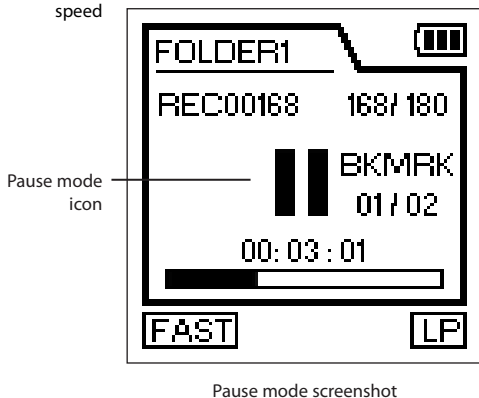 speed
FOLDER1
REC00168 168/ 180
Pause mode
icon
BKMRK
01 / 02
00: 03 : 01
FAST LP
Pause mode screenshot